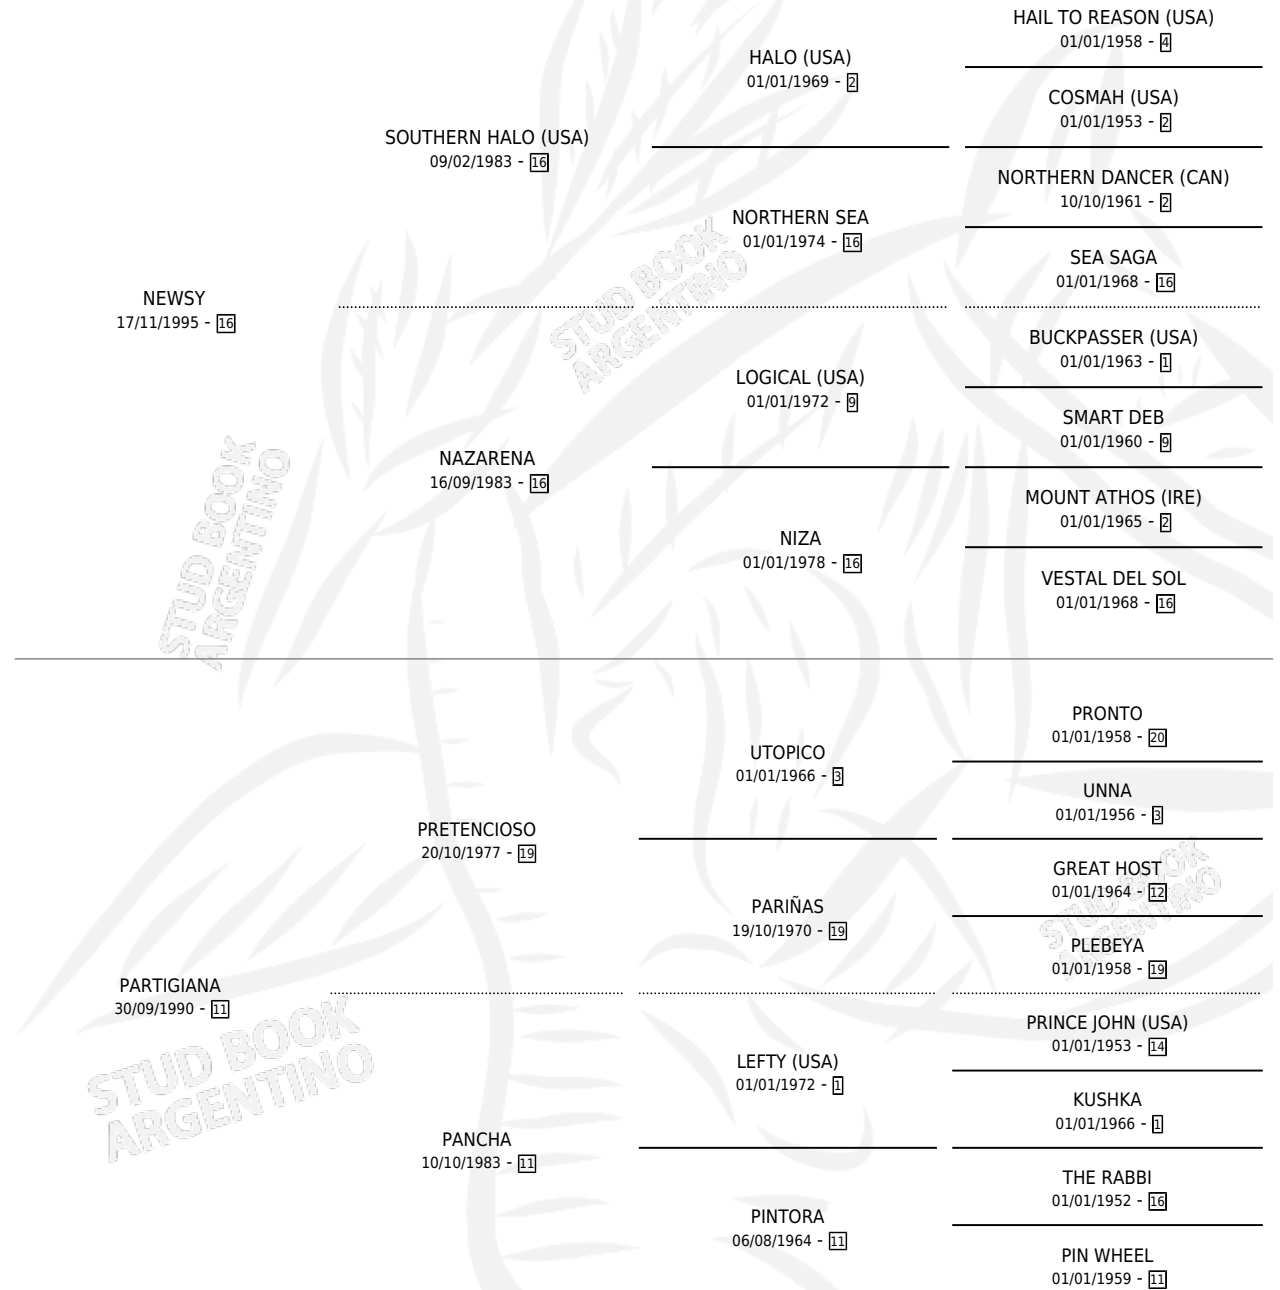 HAIL TO REASON (USA)
01/01/1958 - 4
HALO (USA)
01/01/1969 - 2
COSMAH (USA)
01/01/1953 - 2
SOUTHERN HALO (USA)
09/02/1983 - 16
NORTHERN DANCER (CAN)
10/10/1961 - 2
NORTHERN SEA
01/01/1974 - 16
SEA SAGA
01/01/1968 - 16
NEWSY
17/11/1995 - 16
STUD BOOK
ARGENTINO
BUCKPASSER (USA)
01/01/1963 - 1
LOGICAL (USA)
01/01/1972 - 9
SMART DEB
01/01/1960 - 9
NAZARENA
16/09/1983 - 16
MOUNT ATHOS (IRE)
01/01/1965 - 2
NIZA
01/01/1978 - 16
VESTAL DEL SOL
01/01/1968 - 16
STUD BOOK
ARGENTINO
PRONTO
01/01/1958 - 20
UTOPICO
01/01/1966 - 3
UNNA
01/01/1956 - 3
PRETENCIOSO
20/10/1977 - 19
GREAT HOST
01/01/1964 - 12
PARIÑAS
19/10/1970 - 19
STUD BOOK
ARGENTINO
PLEBEYA
01/01/1958 - 19
PARTIGIANA
30/09/1990 - 11
PRINCE JOHN (USA)
01/01/1953 - 14
LEFTY (USA)
01/01/1972 - 1
KUSHKA
01/01/1966 - 1
STUD BOOK
ARGENTINO
PANCHA
10/10/1983 - 11
THE RABBI
01/01/1952 - 16
PINTORA
06/08/1964 - 11
PIN WHEEL
01/01/1959 - 11